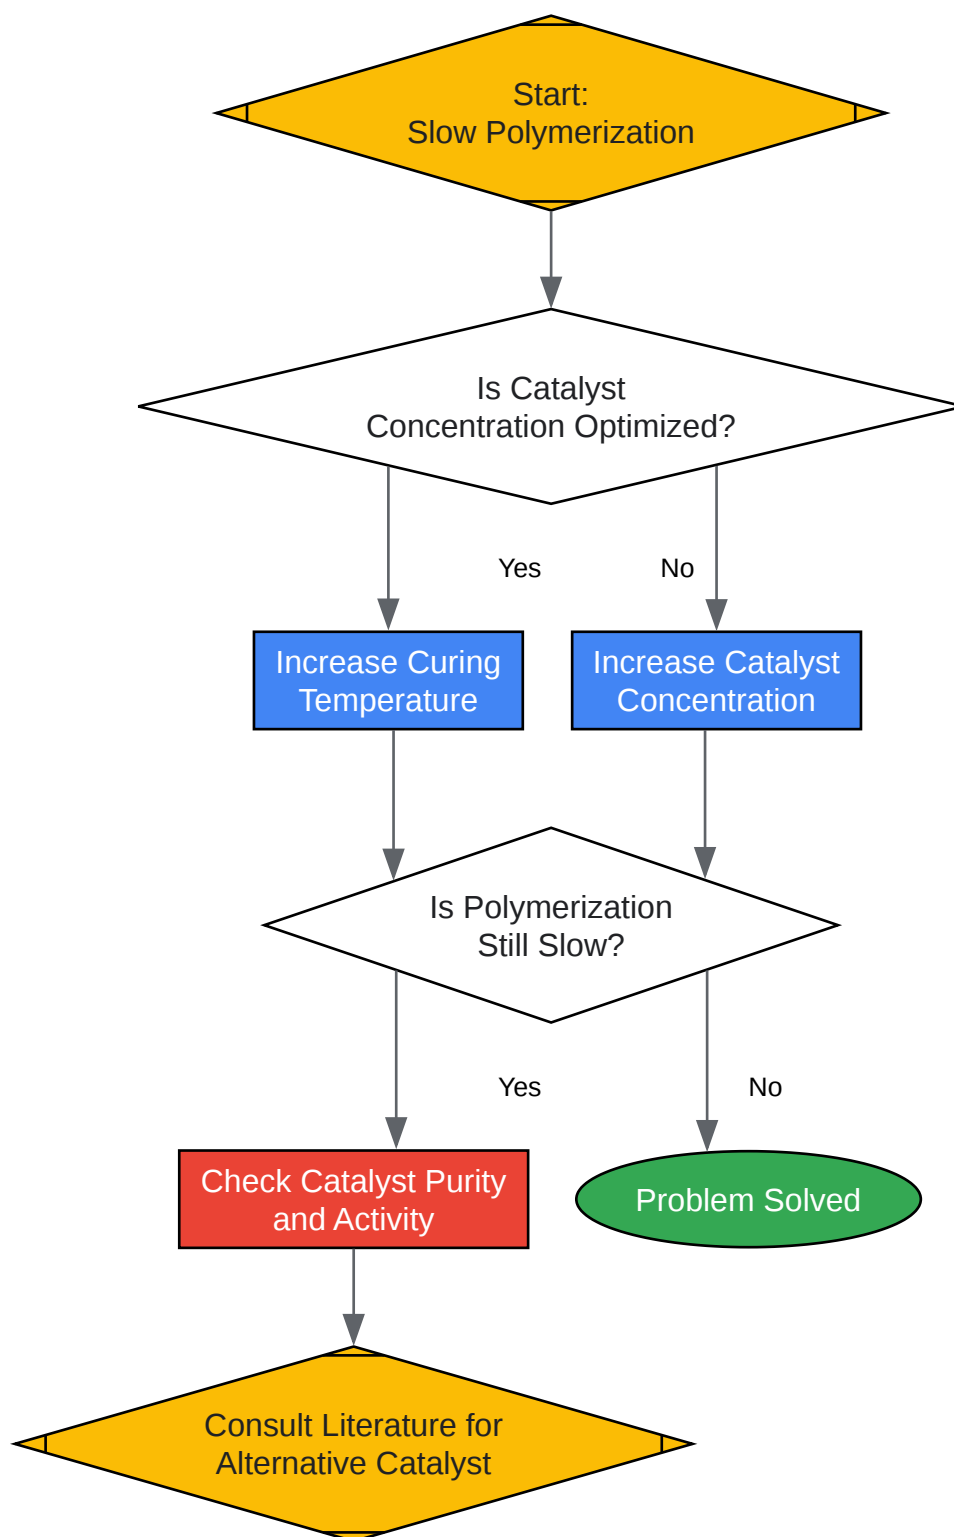 Start:
Slow Polymerization
Is Catalyst
Concentration Optimized?
Yes
No
Increase Curing
Temperature
Increase Catalyst
Concentration
Is Polymerization
Still Slow?
Yes
No
Check Catalyst Purity
and Activity
Problem Solved
Consult Literature for
Alternative Catalyst